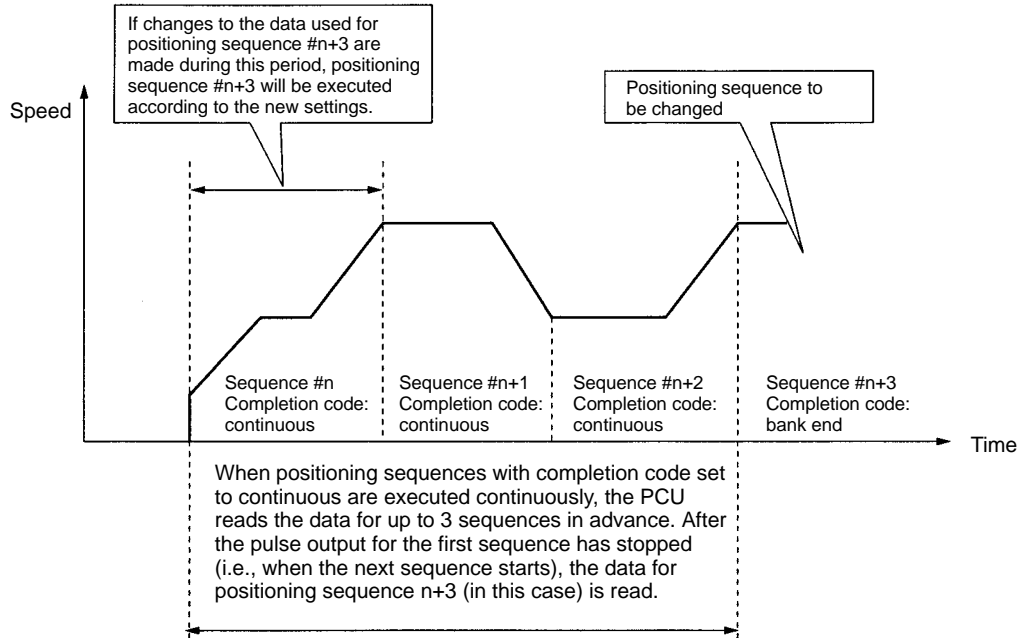 If changes to the data used for
positioning sequence #n+3 are
made during this period, positioning
sequence #n+3 will be executed
according to the new settings.
Positioning sequence to
be changed
Speed
Sequence #n
Completion code:
continuous
Sequence #n+1
Completion code:
continuous
Sequence #n+2
Completion code:
continuous
Sequence #n+3
Completion code:
bank end
Time
When positioning sequences with completion code set
to continuous are executed continuously, the PCU
reads the data for up to 3 sequences in advance. After
the pulse output for the first sequence has stopped
(i.e., when the next sequence starts), the data for
positioning sequence n+3 (in this case) is read.